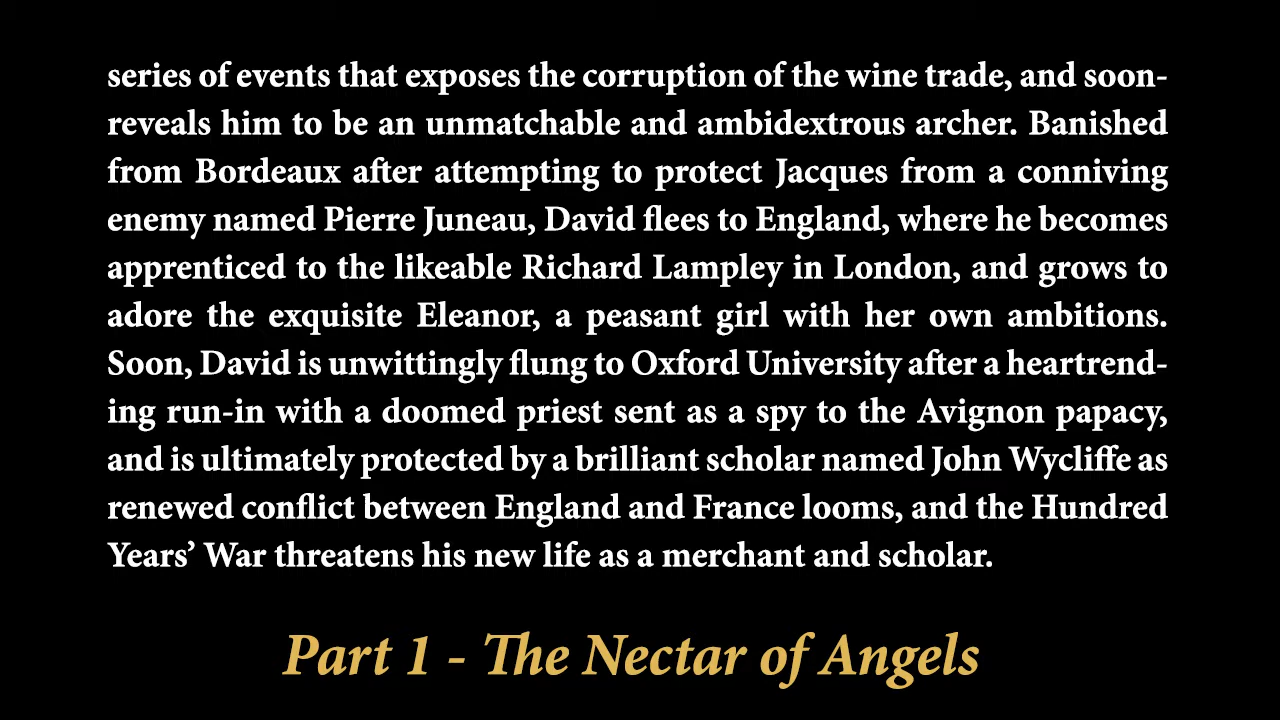 series of events that exposes the corruption of the wine trade, and soon-
reveals him to be an unmatchable and ambidextrous archer. Banished
from Bordeaux after attempting to protect Jacques from a conniving
enemy named Pierre Juneau, David flees to England, where he becomes
apprenticed to the likeable Richard Lampley in London, and grows to
adore the exquisite Eleanor, a peasant girl with her own ambitions.
Soon, David is unwittingly flung to Oxford University after a heartrend-
ing run-in with a doomed priest sent as a spy to the Avignon papacy,
and is ultimately protected by a brilliant scholar named John Wycliffe as
renewed conflict between England and France looms, and the Hundred
Years’ War threatens his new life as a merchant and scholar.
Part 1 - The Nectar of Angels